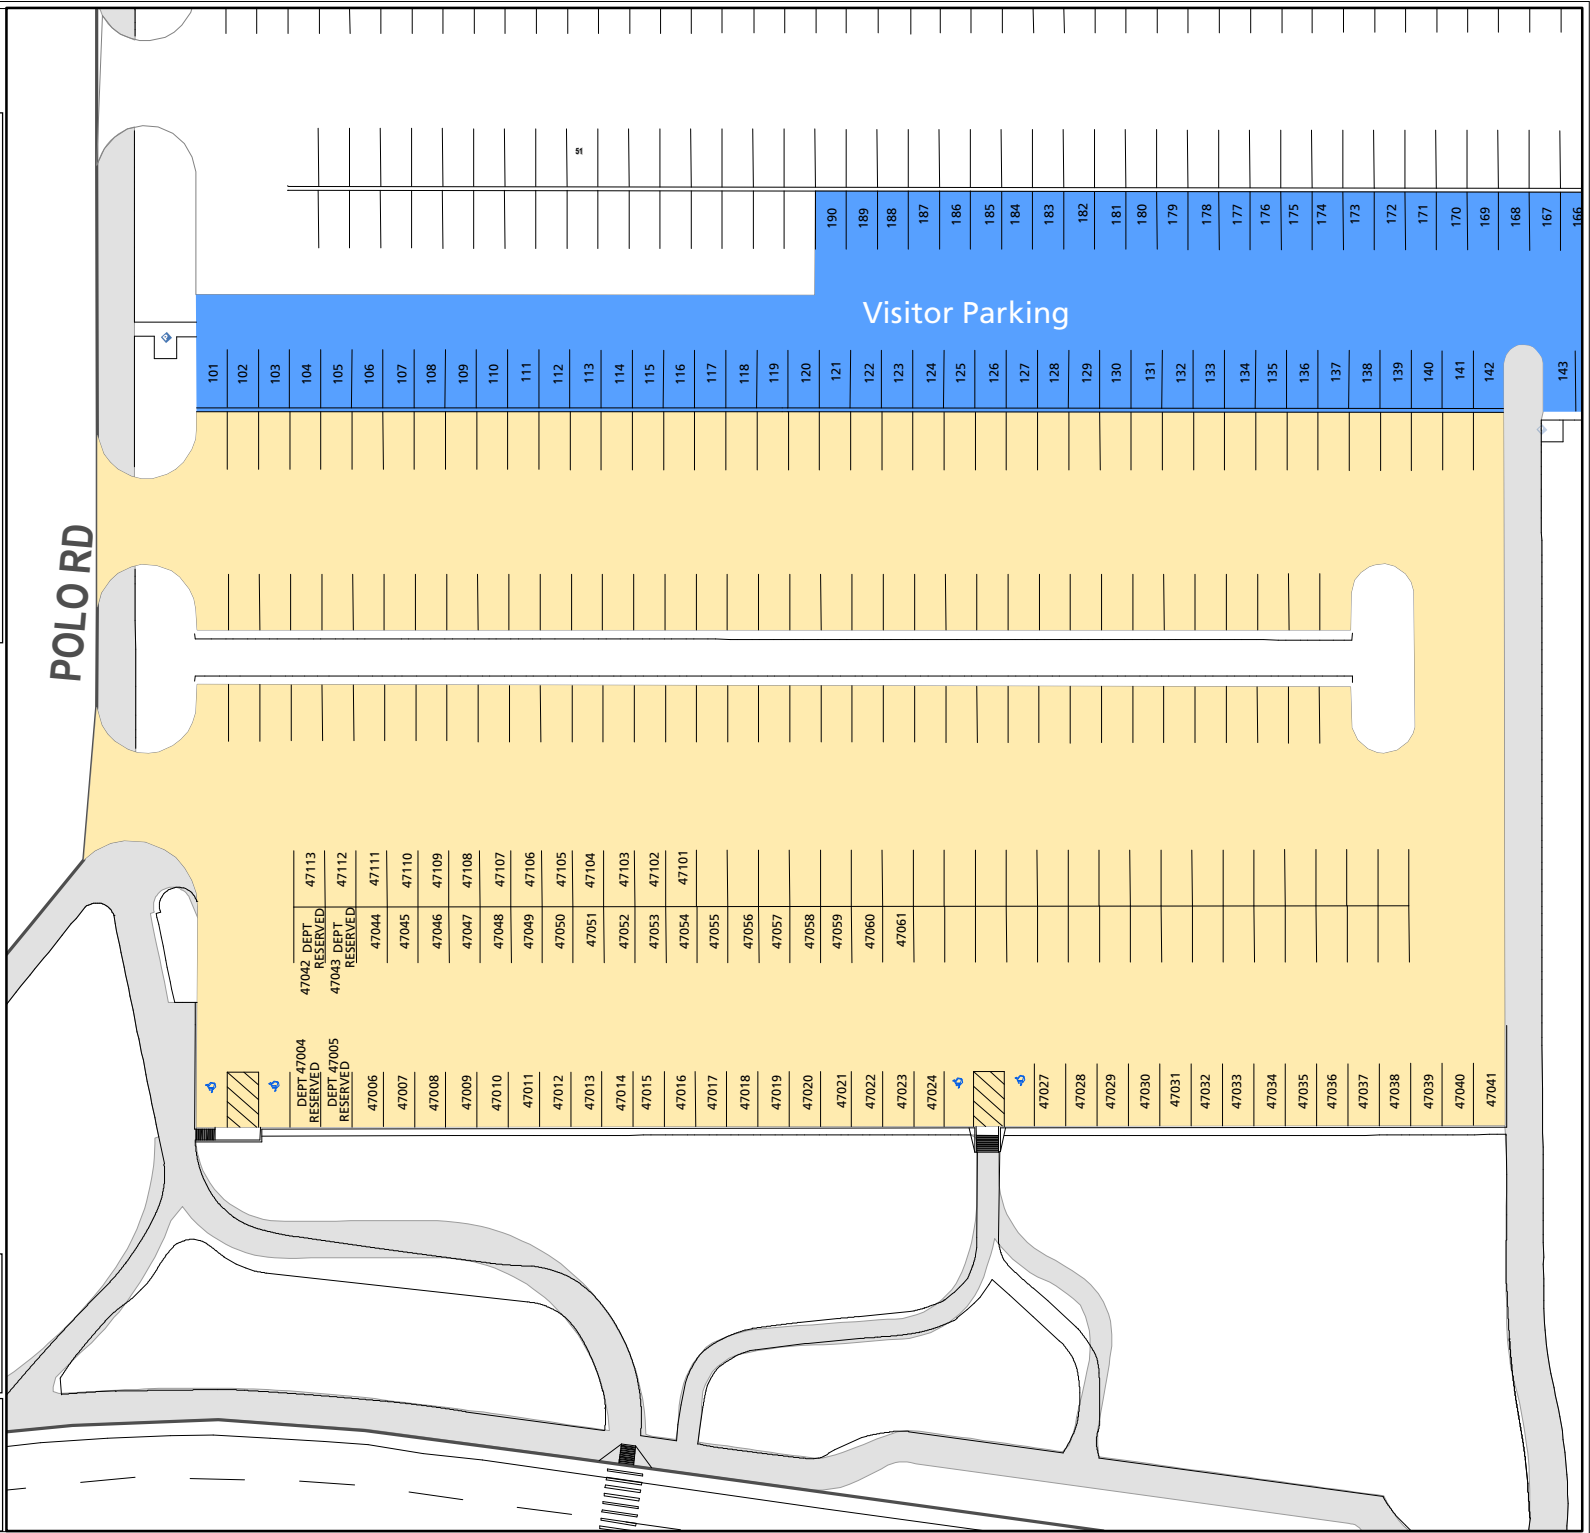 51
190 189 188 187 186 185 184 183 182 181 180 179 178 177 176 175 174 173 172 171 170 169 168 167 166
Visitor Parking
101 102 103 104 105 106 107 108 109 110 111 112 113 114 115 116 117 118 119 120 121 122 123 124 125 126 127 128 129 130 131 132 133 134 135 136 137 138 139 140 141 142 143
POLO RD
47113 47112 47111 47110 47109 47108 47107 47106 47105 47104 47103 47102 47101
47042 DEPT
RESERVED
47043 DEPT
RESERVED
47044 47045 47046 47047 47048 47049 47050 47051 47052 47053 47054 47055 47056 47057 47058 47059 47060 47061
DEPT 47004
RESERVED
DEPT 47005
RESERVED
47006 47007 47008 47009 47010 47011 47012 47013 47014 47015 47016 47017 47018 47019 47020 47021 47022 47023 47024 47027 47028 47029 47030 47031 47032 47033 47034 47035 47036 47037 47038 47039 47040 47041